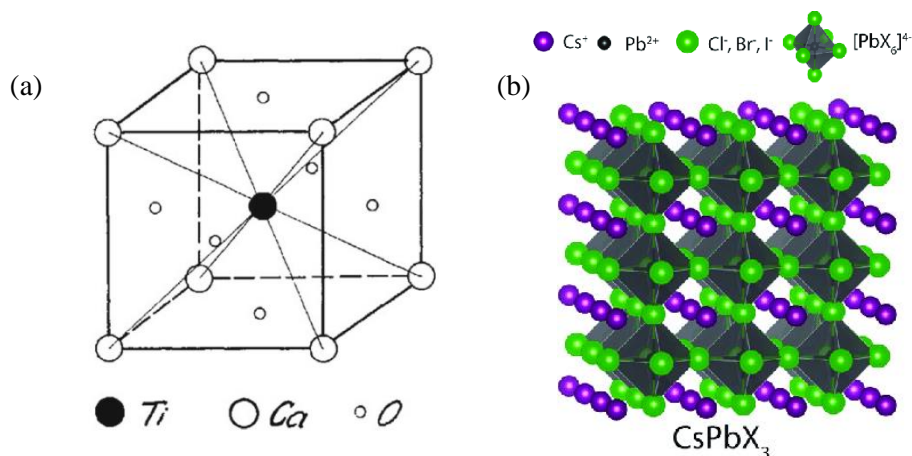 (a)
Ti Ca O
(b)
Cs⁺ Pb²⁺ Cl⁻, Br⁻, I⁻ [PbX₆]⁴⁻
CsPbX₃